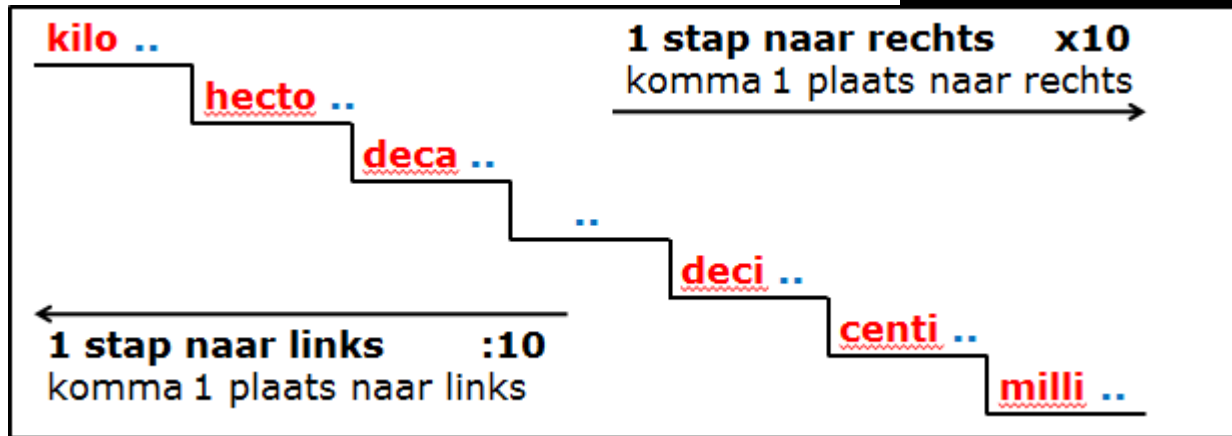 kilo ..
hecto ..
deca ..
..
deci ..
centi ..
milli ..
1 stap naar rechts x10
komma 1 plaats naar rechts
1 stap naar links :10
komma 1 plaats naar links